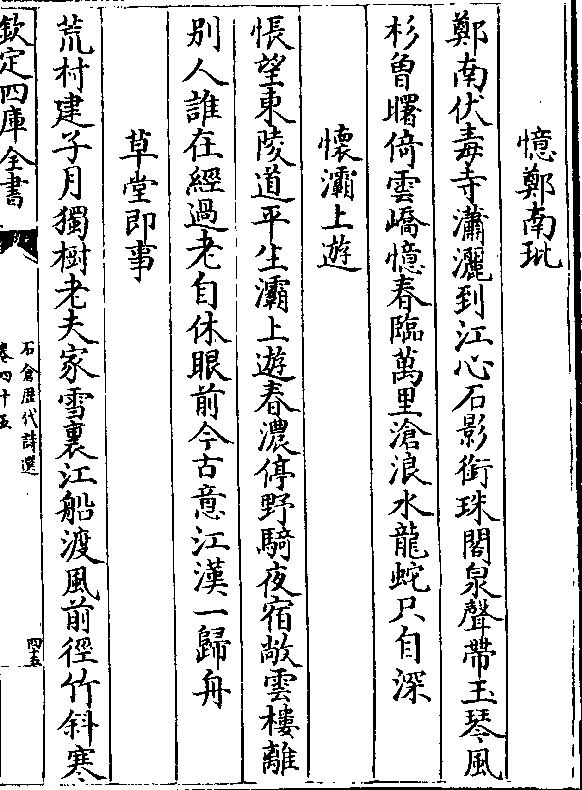 憶鄭南玭
鄭南伏毒寺瀟灑到江心石影銜珠閣泉聲帶玉琴風
杉曾曙倚雲嶠憶春臨萬里滄浪水龍蛇只自深
懷灞上遊
悵望東陵道平生灞上遊春濃停野騎夜宿敞雲樓離
別人誰在經過老自休眼前今古意江漢一歸舟
草堂即事
荒村建子月獨樹老夫家雪裏江船渡風前徑竹斜寒
欽定四庫全書
石倉歴代詩選
卷四十五
四五